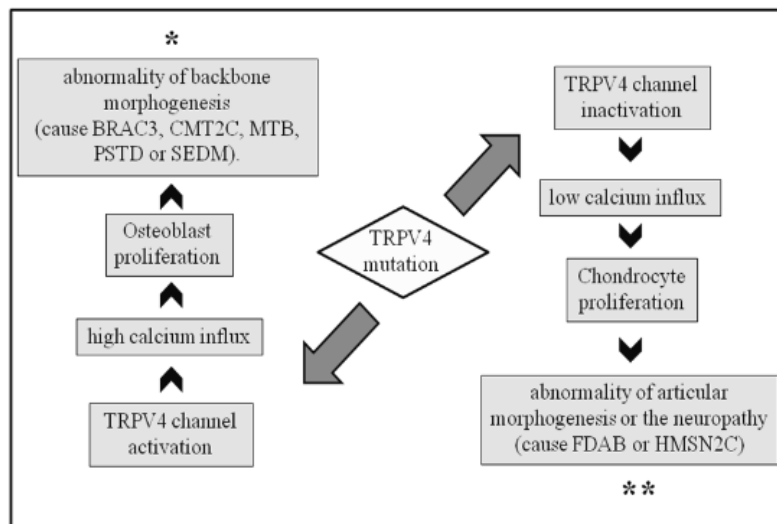 *
abnormality of backbone
morphogenesis
(cause BRAC3, CMT2C, MTB,
PSTD or SEDM).
Osteoblast
proliferation
high calcium influx
TRPV4 channel
activation
TRPV4
mutation
TRPV4 channel
inactivation
low calcium influx
Chondrocyte
proliferation
abnormality of articular
morphogenesis or the neuropathy
(cause FDAB or HMSN2C)
**